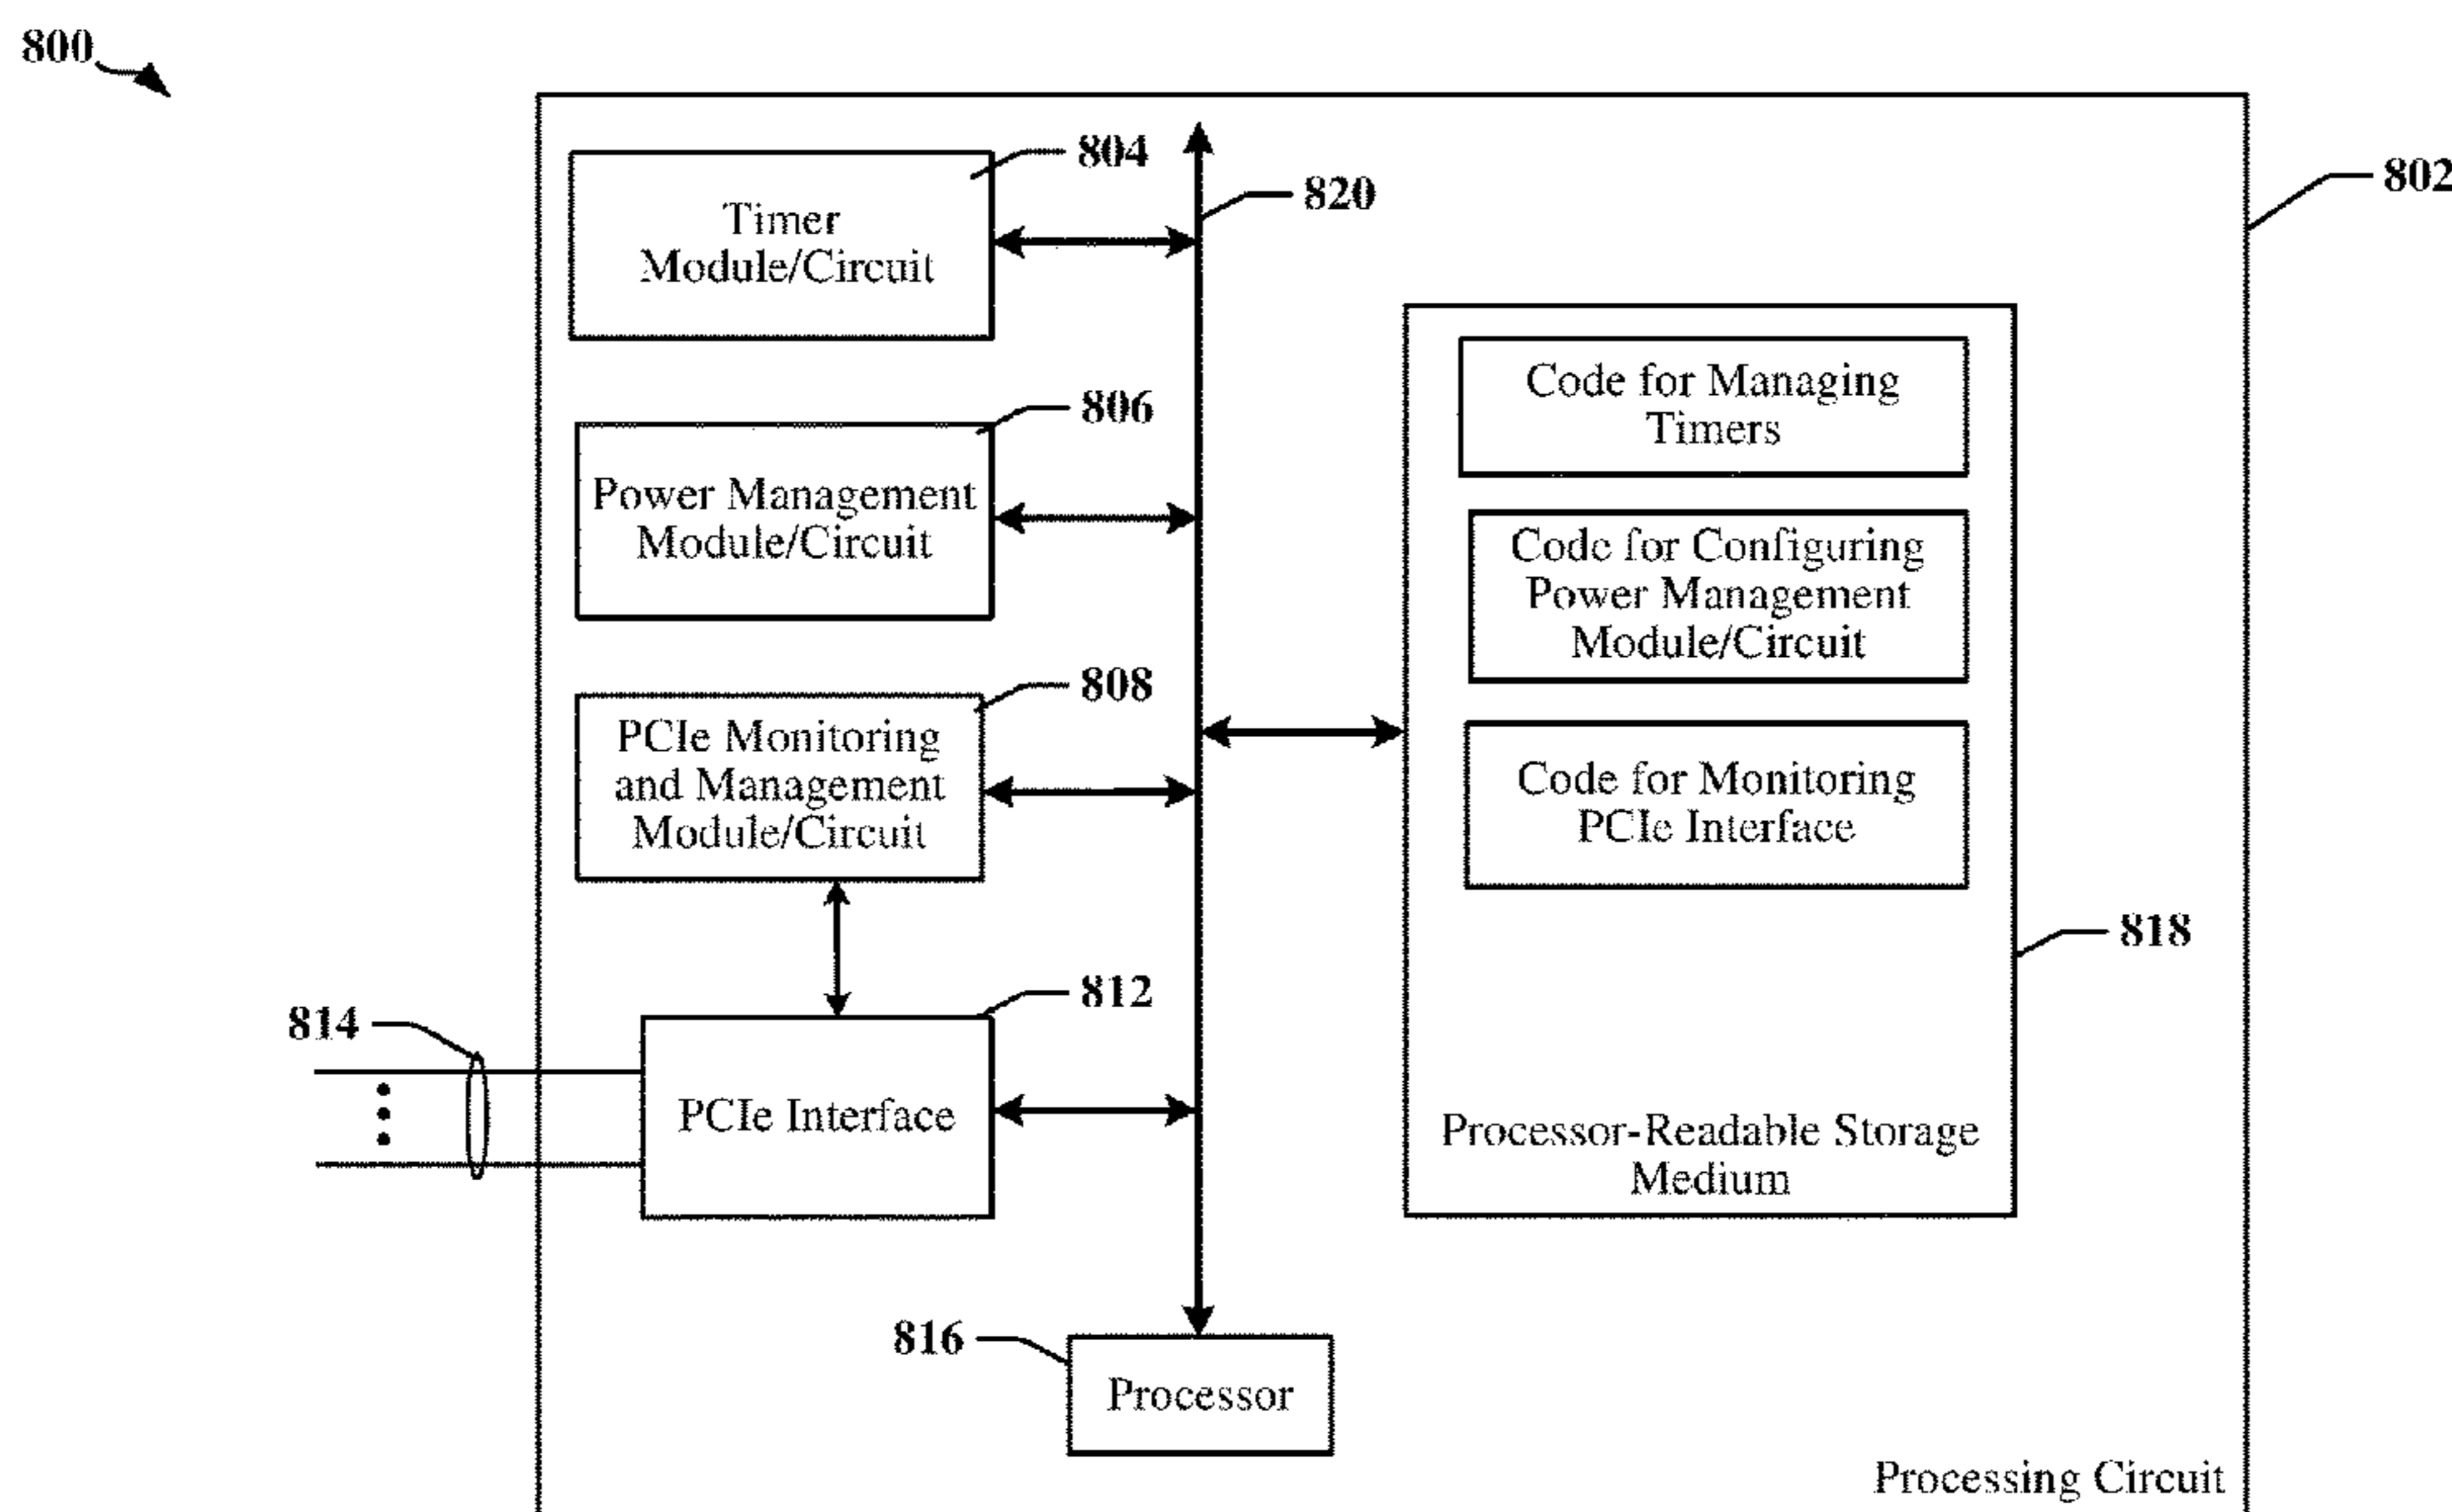 800
804
820
802
Timer
Module/Circuit
806
Power Management
Module/Circuit
808
PCIe Monitoring
and Management
Module/Circuit
812
814
PCIe Interface
816
Processor
Code for Managing
Timers
Code for Configuring
Power Management
Module/Circuit
Code for Monitoring
PCIe Interface
818
Processor-Readable Storage
Medium
Processing Circuit